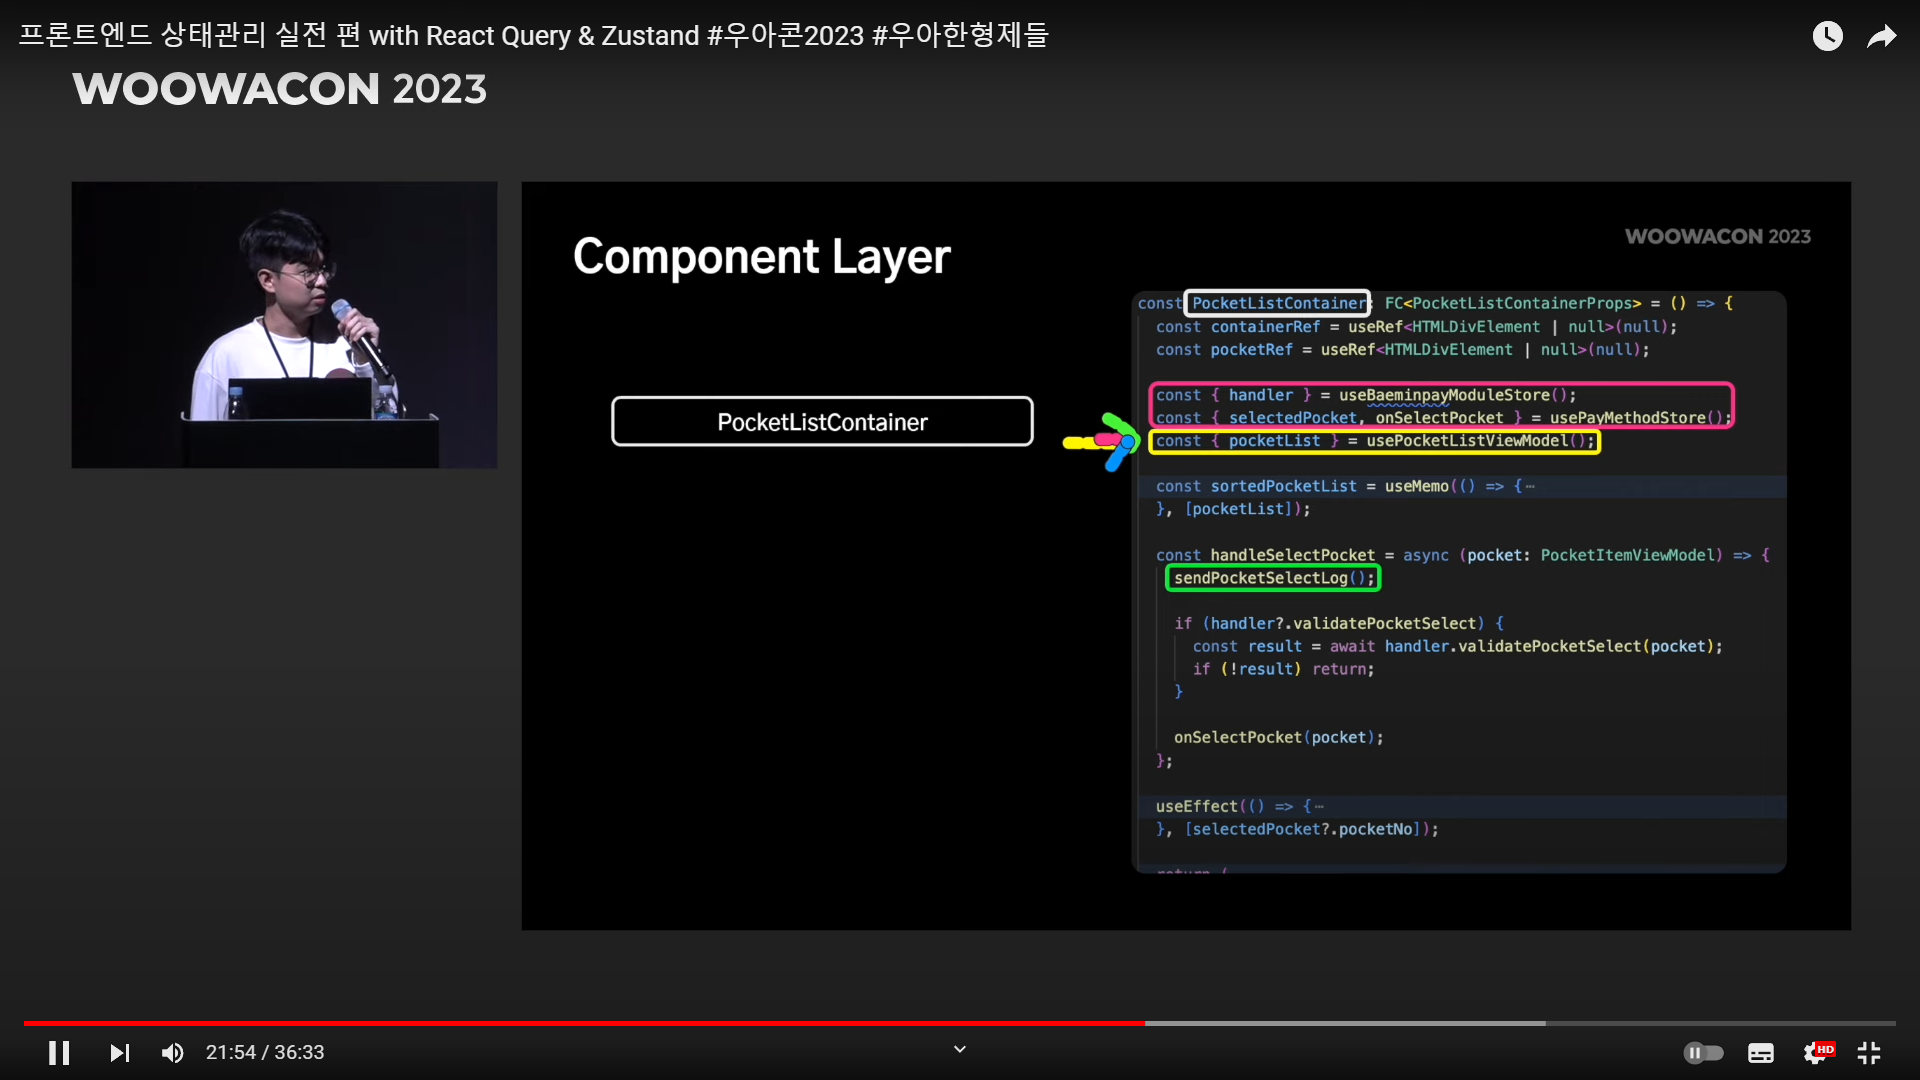 프론트엔드 상태관리 실전 편 with React Query & Zustand #우아콘2023 #우아한형제들
WOOWACON 2023
WOOWACON 2023
Component Layer
PocketListContainer
const PocketListContainer: FC<PocketListContainerProps> = () => {
const containerRef = useRef<HTMLDivElement | null>(null);
const pocketRef = useRef<HTMLDivElement | null>(null);
const { handler } = useBaeminpayModuleStore();
const { selectedPocket, onSelectPocket } = usePayMethodStore();
const { pocketList } = usePocketListViewModel();
const sortedPocketList = useMemo(() => {⋯
}, [pocketList]);
const handleSelectPocket = async (pocket: PocketItemViewModel) => {
sendPocketSelectLog();
if (handler?.validatePocketSelect) {
const result = await handler.validatePocketSelect(pocket);
if (!result) return;
}
onSelectPocket(pocket);
};
useEffect(() => {⋯
}, [selectedPocket?.pocketNo]);
return (
21:54 / 36:33
HD